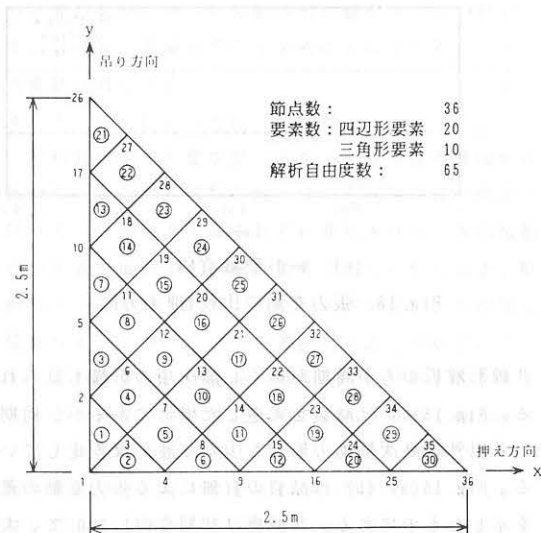 y
吊り方向
26
節点数: 36
要素数:四辺形要素 20
三角形要素 10
解析自由度数: 65
㉑ 27
17 ㉒
28
⑬ ㉓
18 29
10 ⑭ ㉔
19 30
⑦ ⑮ ㉕
11 20 31
5 ⑧ ⑯ ㉖
12 21 32
③ ⑨ ⑰ ㉗
6 13 22 33
2 ④ ⑩ ⑱ ㉘
7 14 23 34
① ⑤ ⑪ ⑲ ㉙
3 8 15 24 35
② ⑥ ⑫ ⑳ ㉚
押え方向
x
1 4 9 16 25 36
2.5m
2.5m